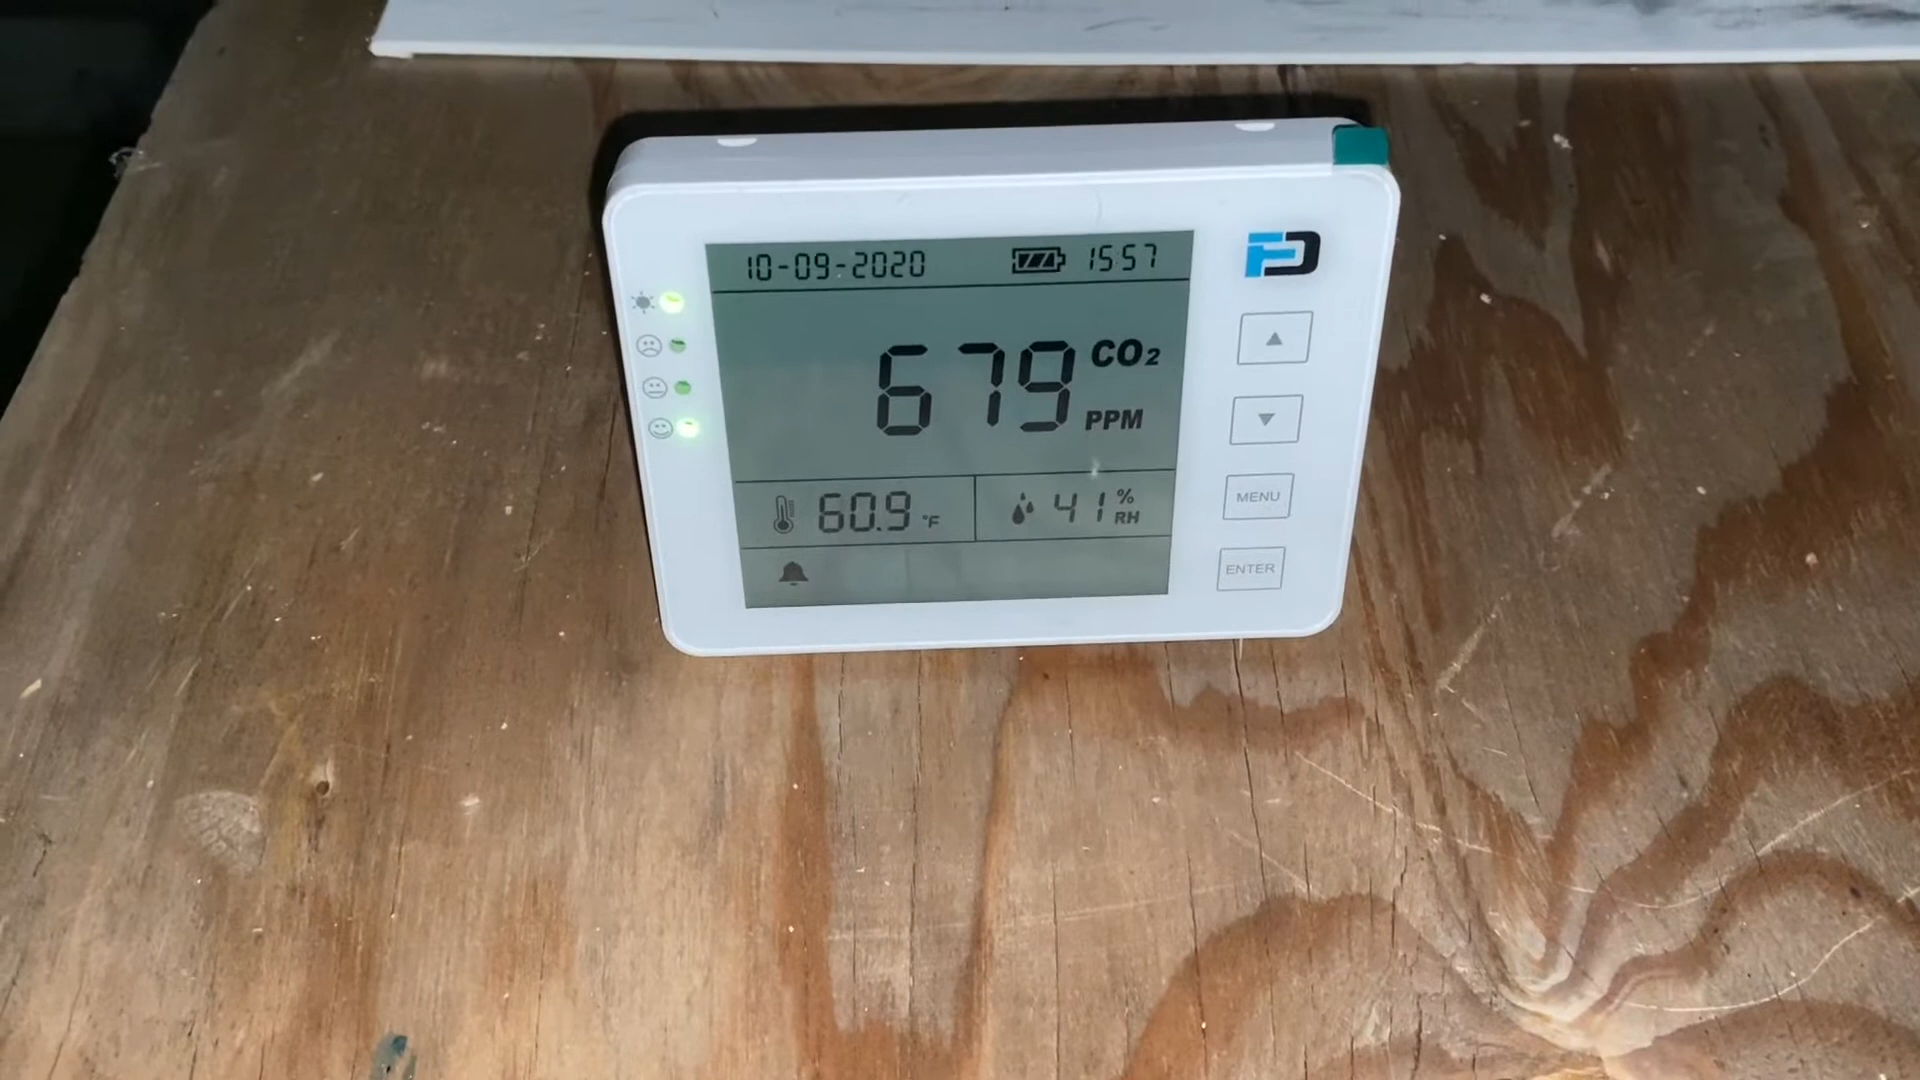 10-09-2020 15:57
679 CO₂
PPM
60.9 °F 41 % RH
MENU
ENTER